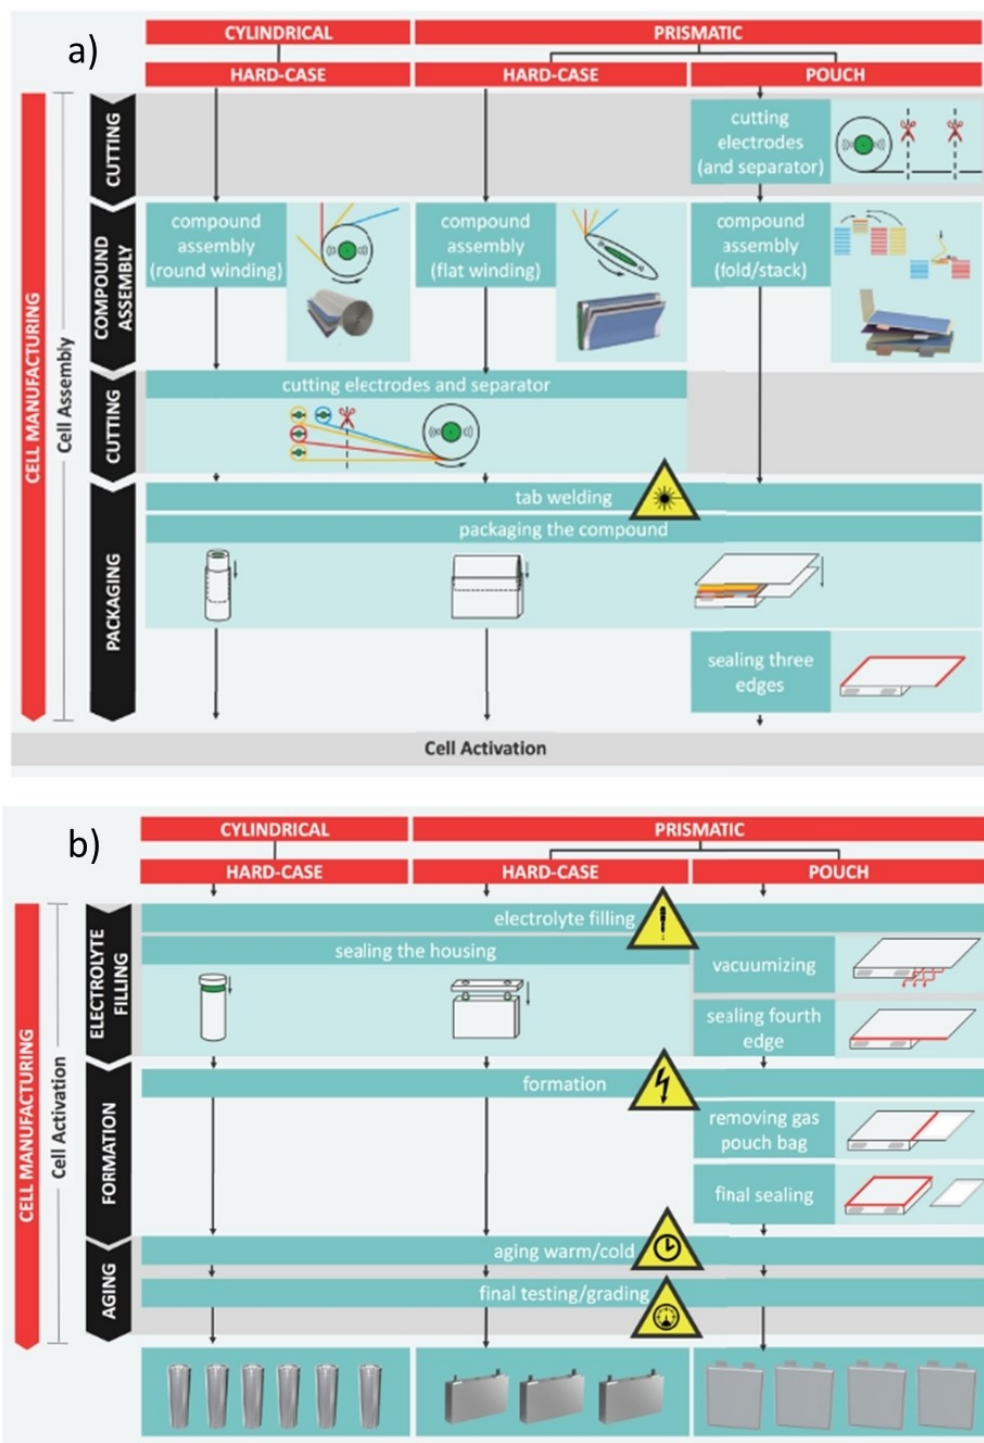 a)
CYLINDRICAL
PRISMATIC
HARD-CASE
HARD-CASE
POUCH
CELL MANUFACTURING
Cell Assembly
CUTTING
cutting
electrodes
(and separator)
COMPOUND
ASSEMBLY
compound
assembly
(round winding)
compound
assembly
(flat winding)
compound
assembly
(fold/stack)
CUTTING
cutting electrodes and separator
PACKAGING
tab welding
packaging the compound
sealing three
edges
Cell Activation
b)
CYLINDRICAL
PRISMATIC
HARD-CASE
HARD-CASE
POUCH
CELL MANUFACTURING
Cell Activation
ELECTROLYTE
FILLING
electrolyte filling
sealing the housing
vacuumizing
sealing fourth
edge
FORMATION
formation
removing gas
pouch bag
final sealing
AGING
aging warm/cold
final testing/grading